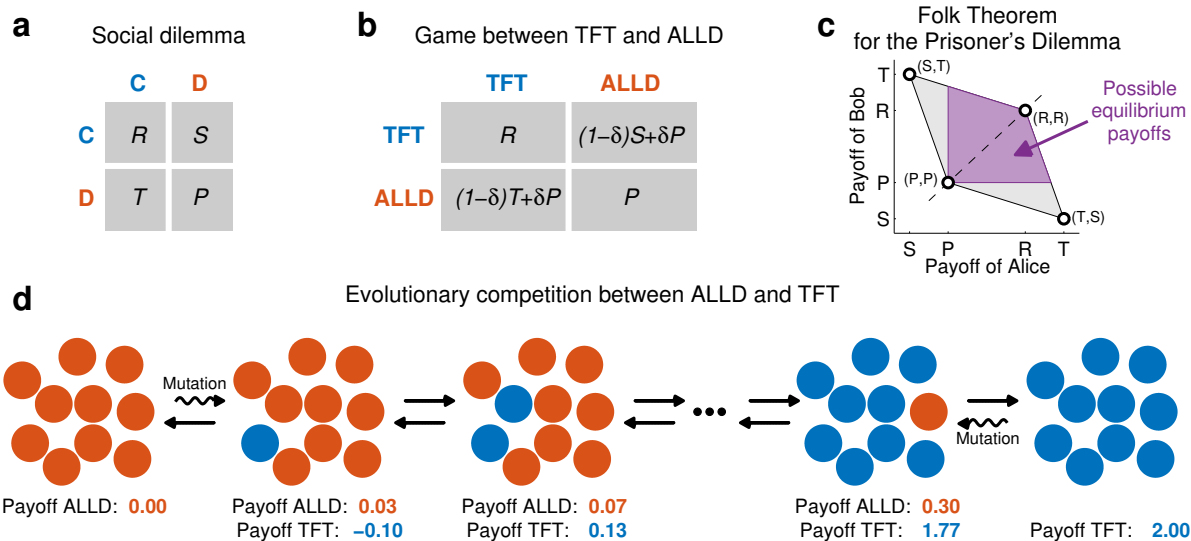 a
Social dilemma
C D
C R S
D T P
b
Game between TFT and ALLD
TFT ALLD
TFT R (1−δ)S+δP
ALLD (1−δ)T+δP P
c
Folk Theorem
for the Prisoner's Dilemma
Payoff of Bob
T
R
P
S
(S,T)
(R,R)
(P,P)
(T,S)
Possible
equilibrium
payoffs
S P R T
Payoff of Alice
d
Evolutionary competition between ALLD and TFT
Mutation
Mutation
Payoff ALLD: 0.00
Payoff ALLD: 0.03
Payoff TFT: −0.10
Payoff ALLD: 0.07
Payoff TFT: 0.13
Payoff ALLD: 0.30
Payoff TFT: 1.77
Payoff TFT: 2.00